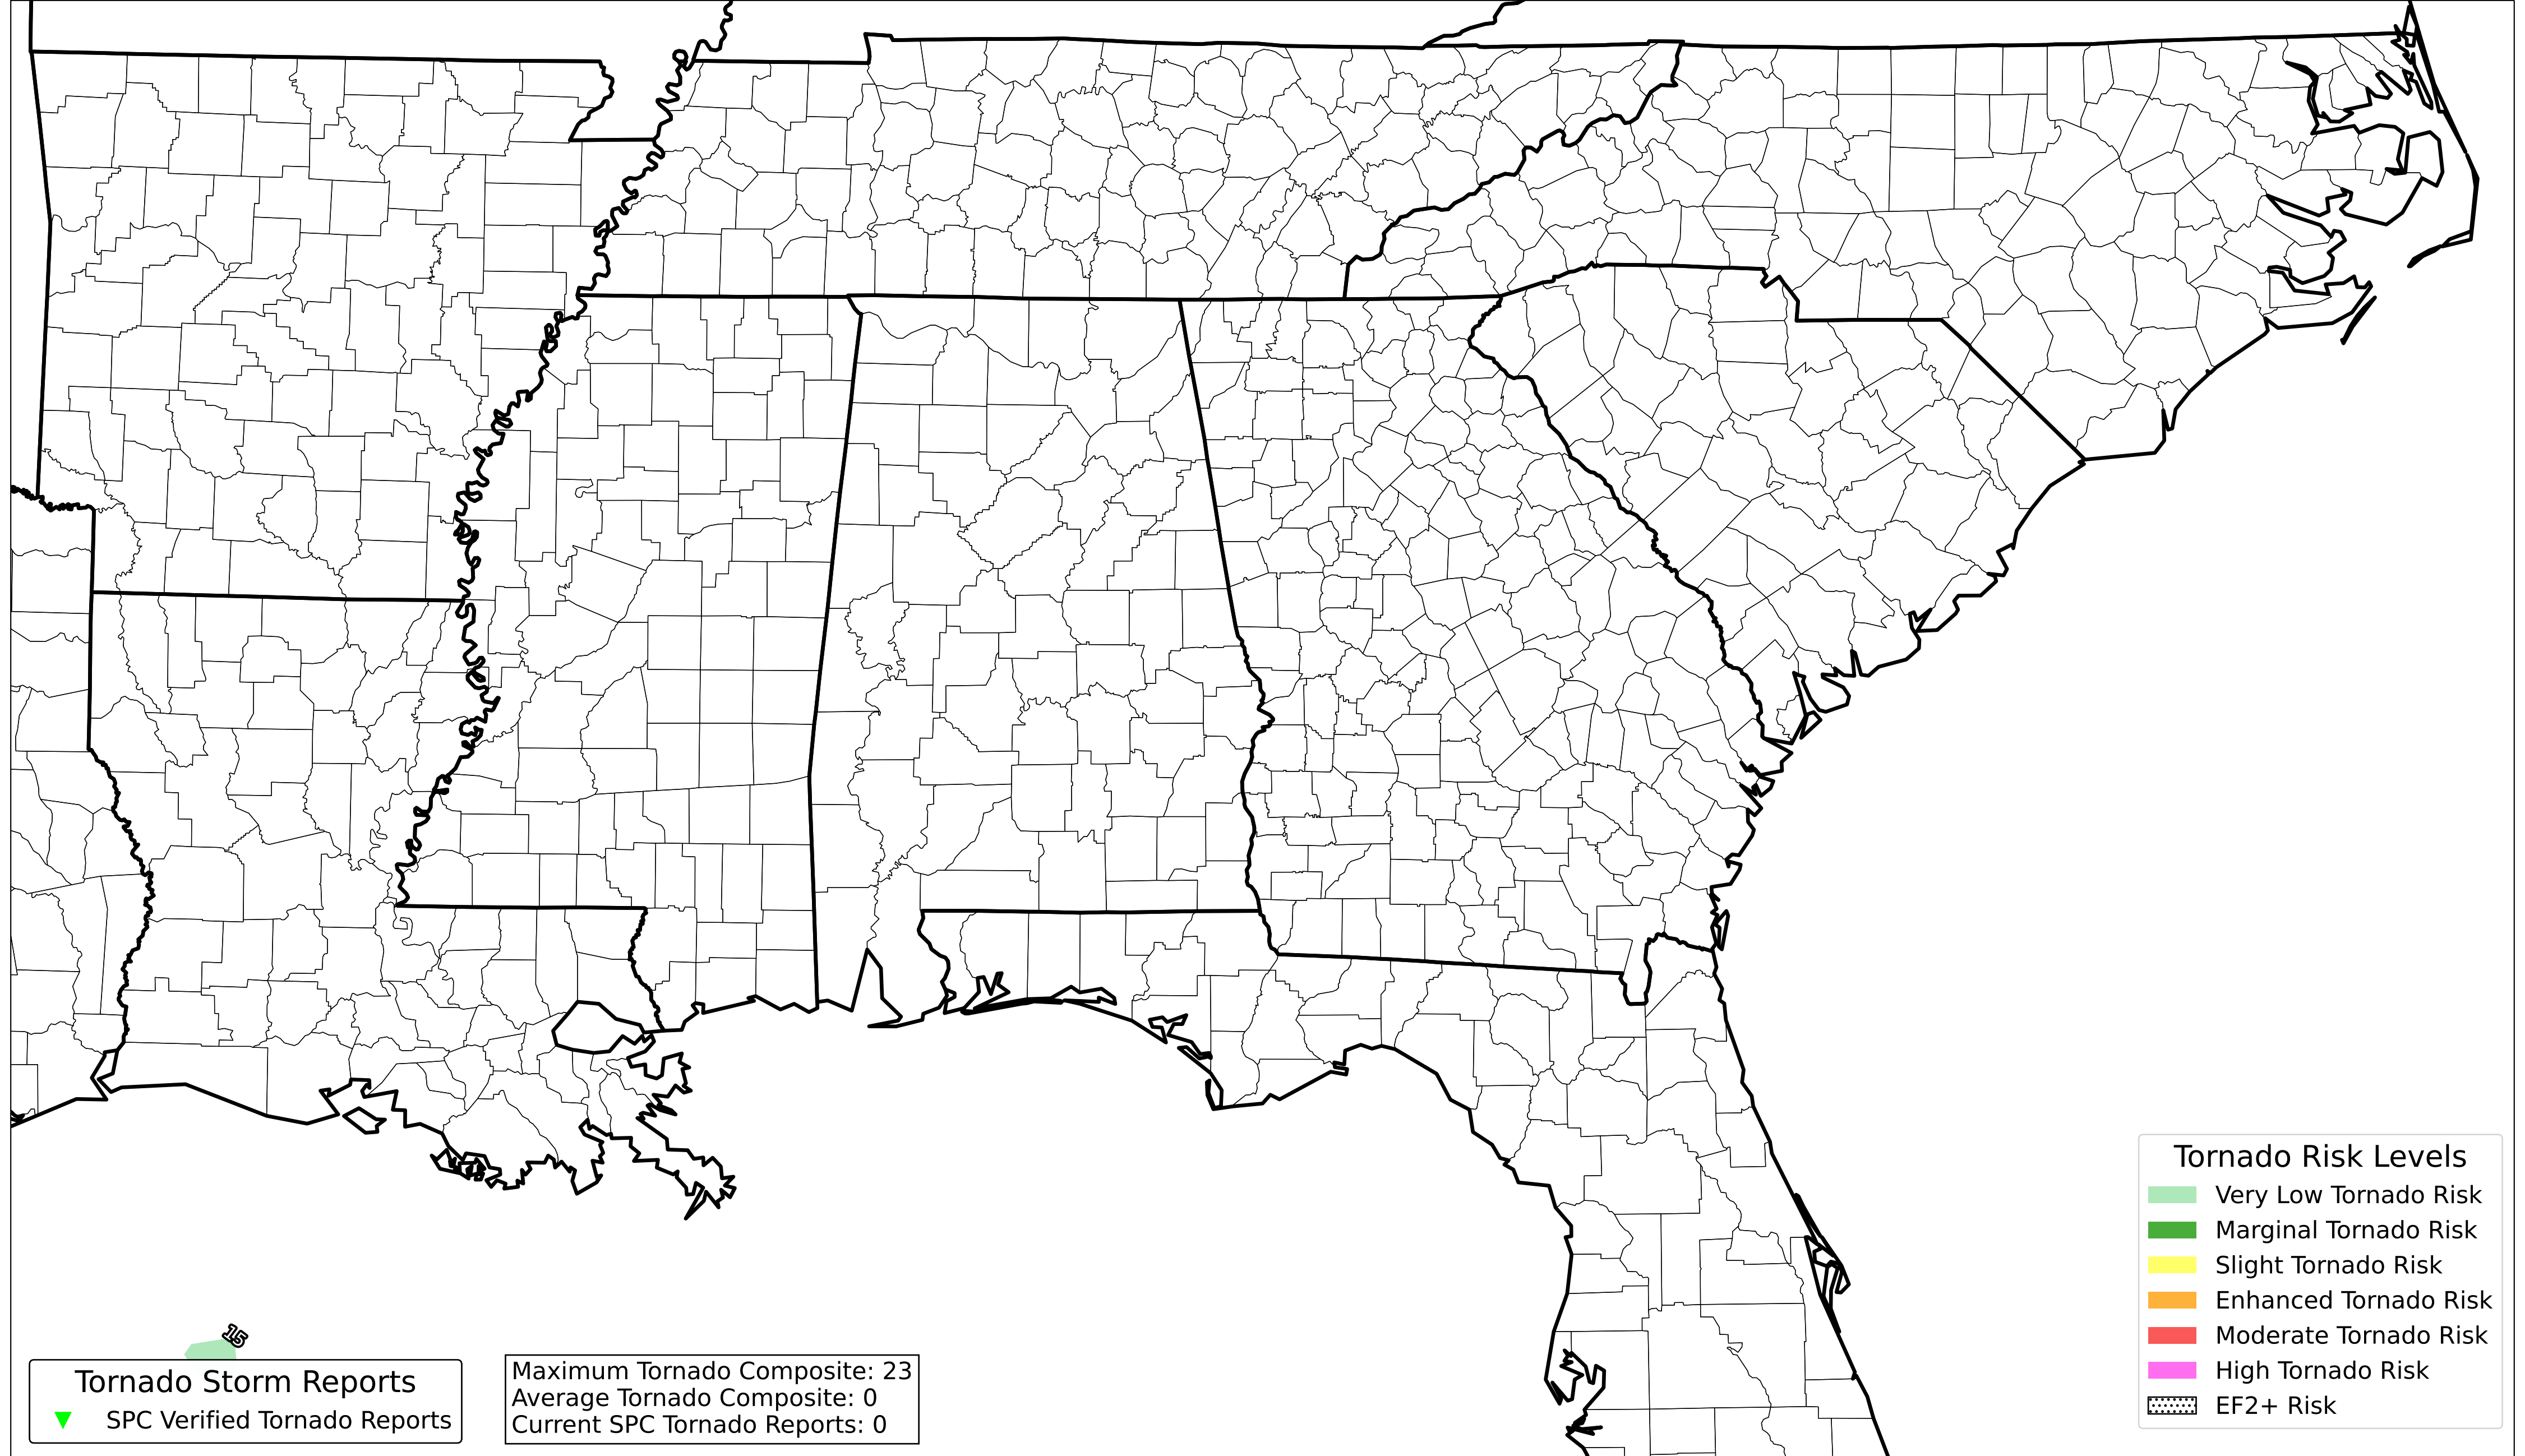 15
Tornado Storm Reports
SPC Verified Tornado Reports
Maximum Tornado Composite: 23
Average Tornado Composite: 0
Current SPC Tornado Reports: 0
Tornado Risk Levels
Very Low Tornado Risk
Marginal Tornado Risk
Slight Tornado Risk
Enhanced Tornado Risk
Moderate Tornado Risk
High Tornado Risk
EF2+ Risk